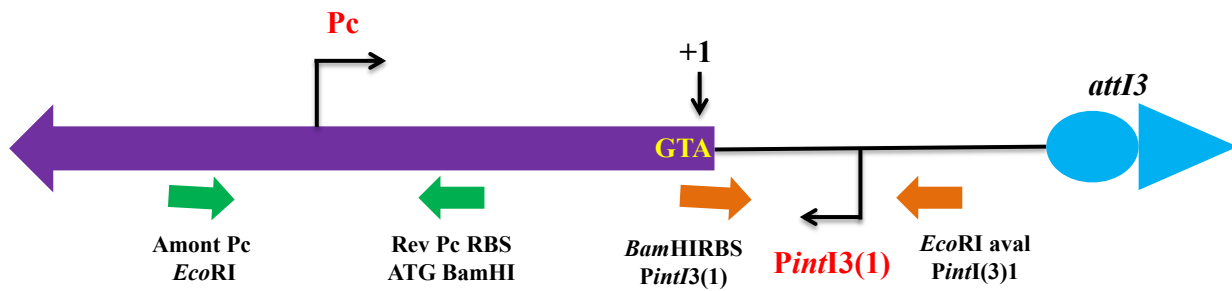 Pc
+1
attI3
GTA
Amont Pc
EcoRI
Rev Pc RBS
ATG BamHI
BamHIRBS
PintI3(1)
PintI3(1)
EcoRI aval
PintI(3)1